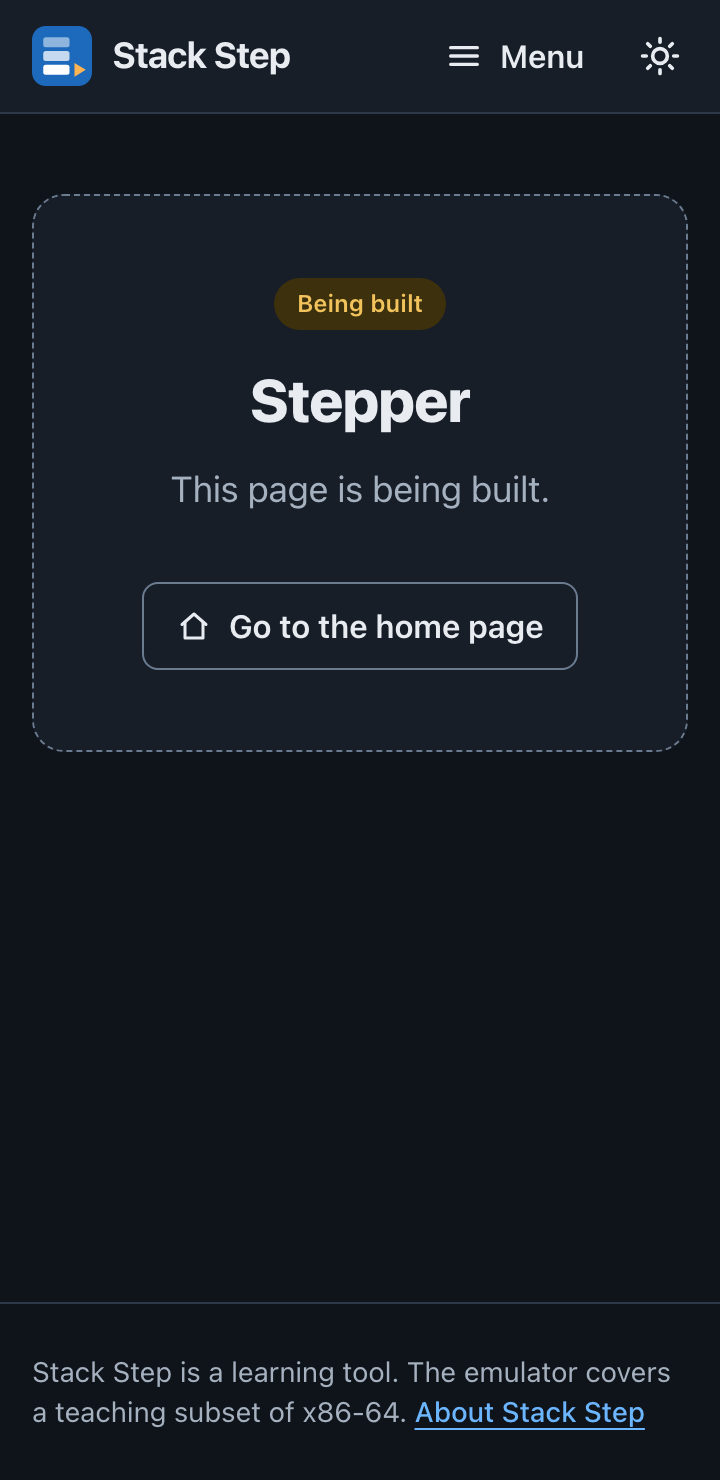 Stack Step
Menu
Being built
Stepper
This page is being built.
Go to the home page
Stack Step is a learning tool. The emulator covers
a teaching subset of x86-64. About Stack Step